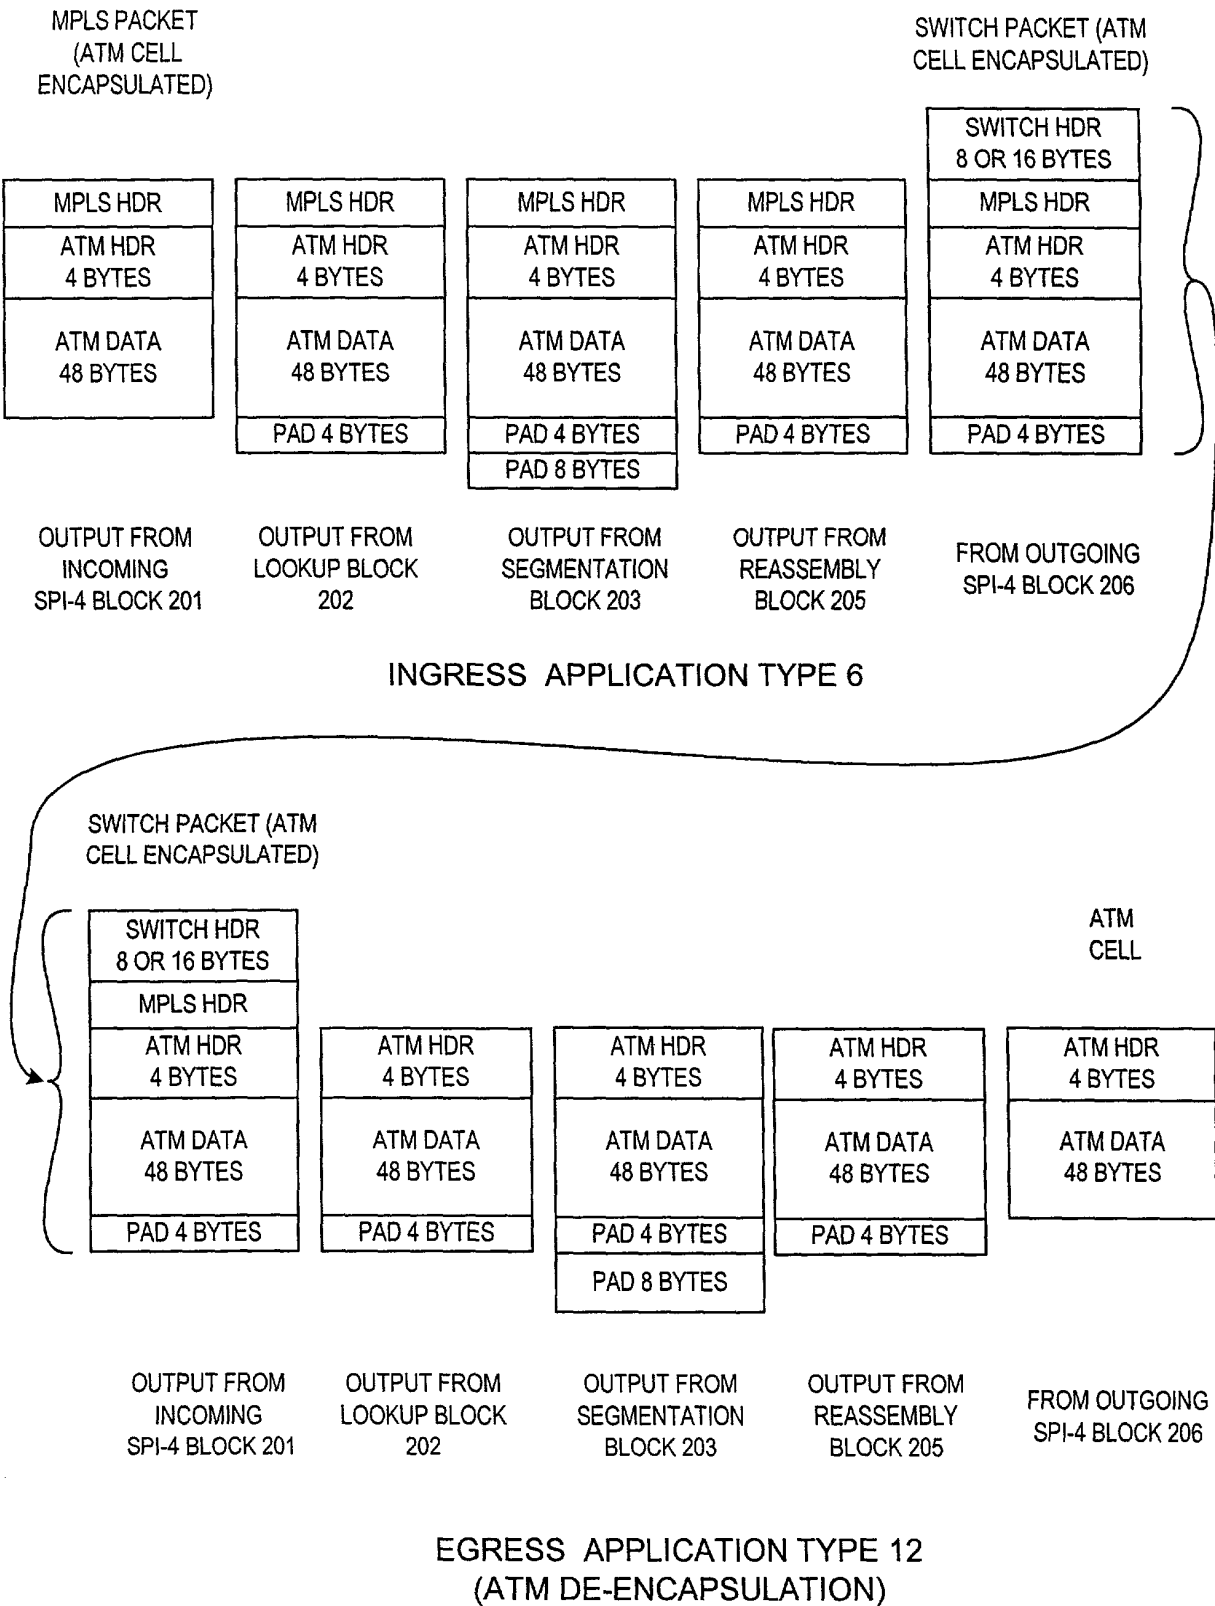 MPLS PACKET
(ATM CELL
ENCAPSULATED)
SWITCH PACKET (ATM
CELL ENCAPSULATED)
MPLS HDR
ATM HDR
4 BYTES
ATM DATA
48 BYTES
MPLS HDR
ATM HDR
4 BYTES
ATM DATA
48 BYTES
PAD 4 BYTES
MPLS HDR
ATM HDR
4 BYTES
ATM DATA
48 BYTES
PAD 4 BYTES
PAD 8 BYTES
MPLS HDR
ATM HDR
4 BYTES
ATM DATA
48 BYTES
PAD 4 BYTES
SWITCH HDR
8 OR 16 BYTES
MPLS HDR
ATM HDR
4 BYTES
ATM DATA
48 BYTES
PAD 4 BYTES
OUTPUT FROM
INCOMING
SPI-4 BLOCK 201
OUTPUT FROM
LOOKUP BLOCK
202
OUTPUT FROM
SEGMENTATION
BLOCK 203
OUTPUT FROM
REASSEMBLY
BLOCK 205
FROM OUTGOING
SPI-4 BLOCK 206
INGRESS APPLICATION TYPE 6
SWITCH PACKET (ATM
CELL ENCAPSULATED)
ATM
CELL
SWITCH HDR
8 OR 16 BYTES
MPLS HDR
ATM HDR
4 BYTES
ATM DATA
48 BYTES
PAD 4 BYTES
ATM HDR
4 BYTES
ATM DATA
48 BYTES
PAD 4 BYTES
ATM HDR
4 BYTES
ATM DATA
48 BYTES
PAD 4 BYTES
PAD 8 BYTES
ATM HDR
4 BYTES
ATM DATA
48 BYTES
PAD 4 BYTES
ATM HDR
4 BYTES
ATM DATA
48 BYTES
OUTPUT FROM
INCOMING
SPI-4 BLOCK 201
OUTPUT FROM
LOOKUP BLOCK
202
OUTPUT FROM
SEGMENTATION
BLOCK 203
OUTPUT FROM
REASSEMBLY
BLOCK 205
FROM OUTGOING
SPI-4 BLOCK 206
EGRESS APPLICATION TYPE 12
(ATM DE-ENCAPSULATION)